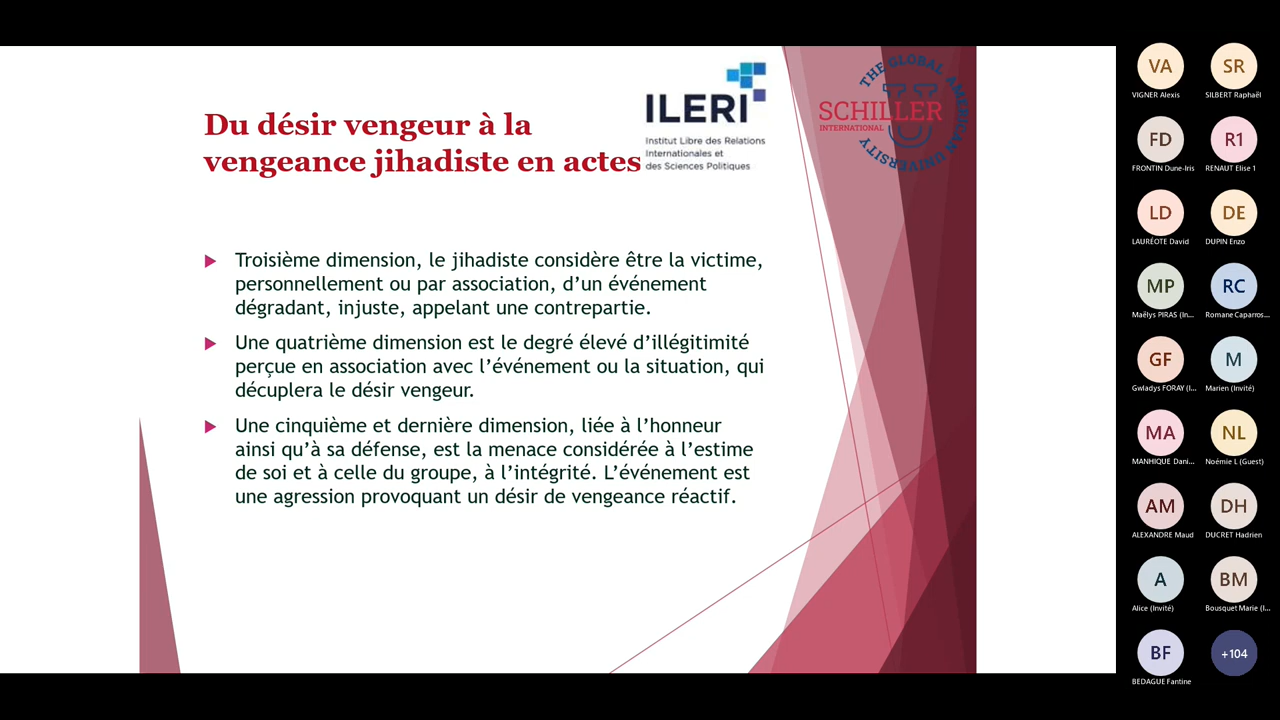 Du désir vengeur à la
vengeance jihadiste en actes
ILERI
Institut Libre des Relations
Internationales et
des Sciences Politiques
THE GLOBAL AMERICAN UNIVERSITY
U
SCHILLER
INTERNATIONAL
Troisième dimension, le jihadiste considère être la victime,
personnellement ou par association, d’un événement
dégradant, injuste, appelant une contrepartie.
Une quatrième dimension est le degré élevé d’illégitimité
perçue en association avec l’événement ou la situation, qui
décuplera le désir vengeur.
Une cinquième et dernière dimension, liée à l’honneur
ainsi qu’à sa défense, est la menace considérée à l’estime
de soi et à celle du groupe, à l’intégrité. L’événement est
une agression provoquant un désir de vengeance réactif.
VA
SR
VIGNER Alexis
SILBERT Raphaël
FD
R1
FRONTIN Dune-Iris
RENAUT Elise 1
LD
DE
LAURÉOTE David
DUPIN Enzo
MP
RC
Maëlys PIRAS (In...
Romane Caparros...
GF
M
Gwladys FORAY (I...
Marien (Invité)
MA
NL
MANHIQUE Dani...
Noémie L (Guest)
AM
DH
ALEXANDRE Maud
DUCRET Hadrien
A
BM
Alice (Invité)
Bousquet Marie (I...
BF
+104
BEDAGUE Fantine